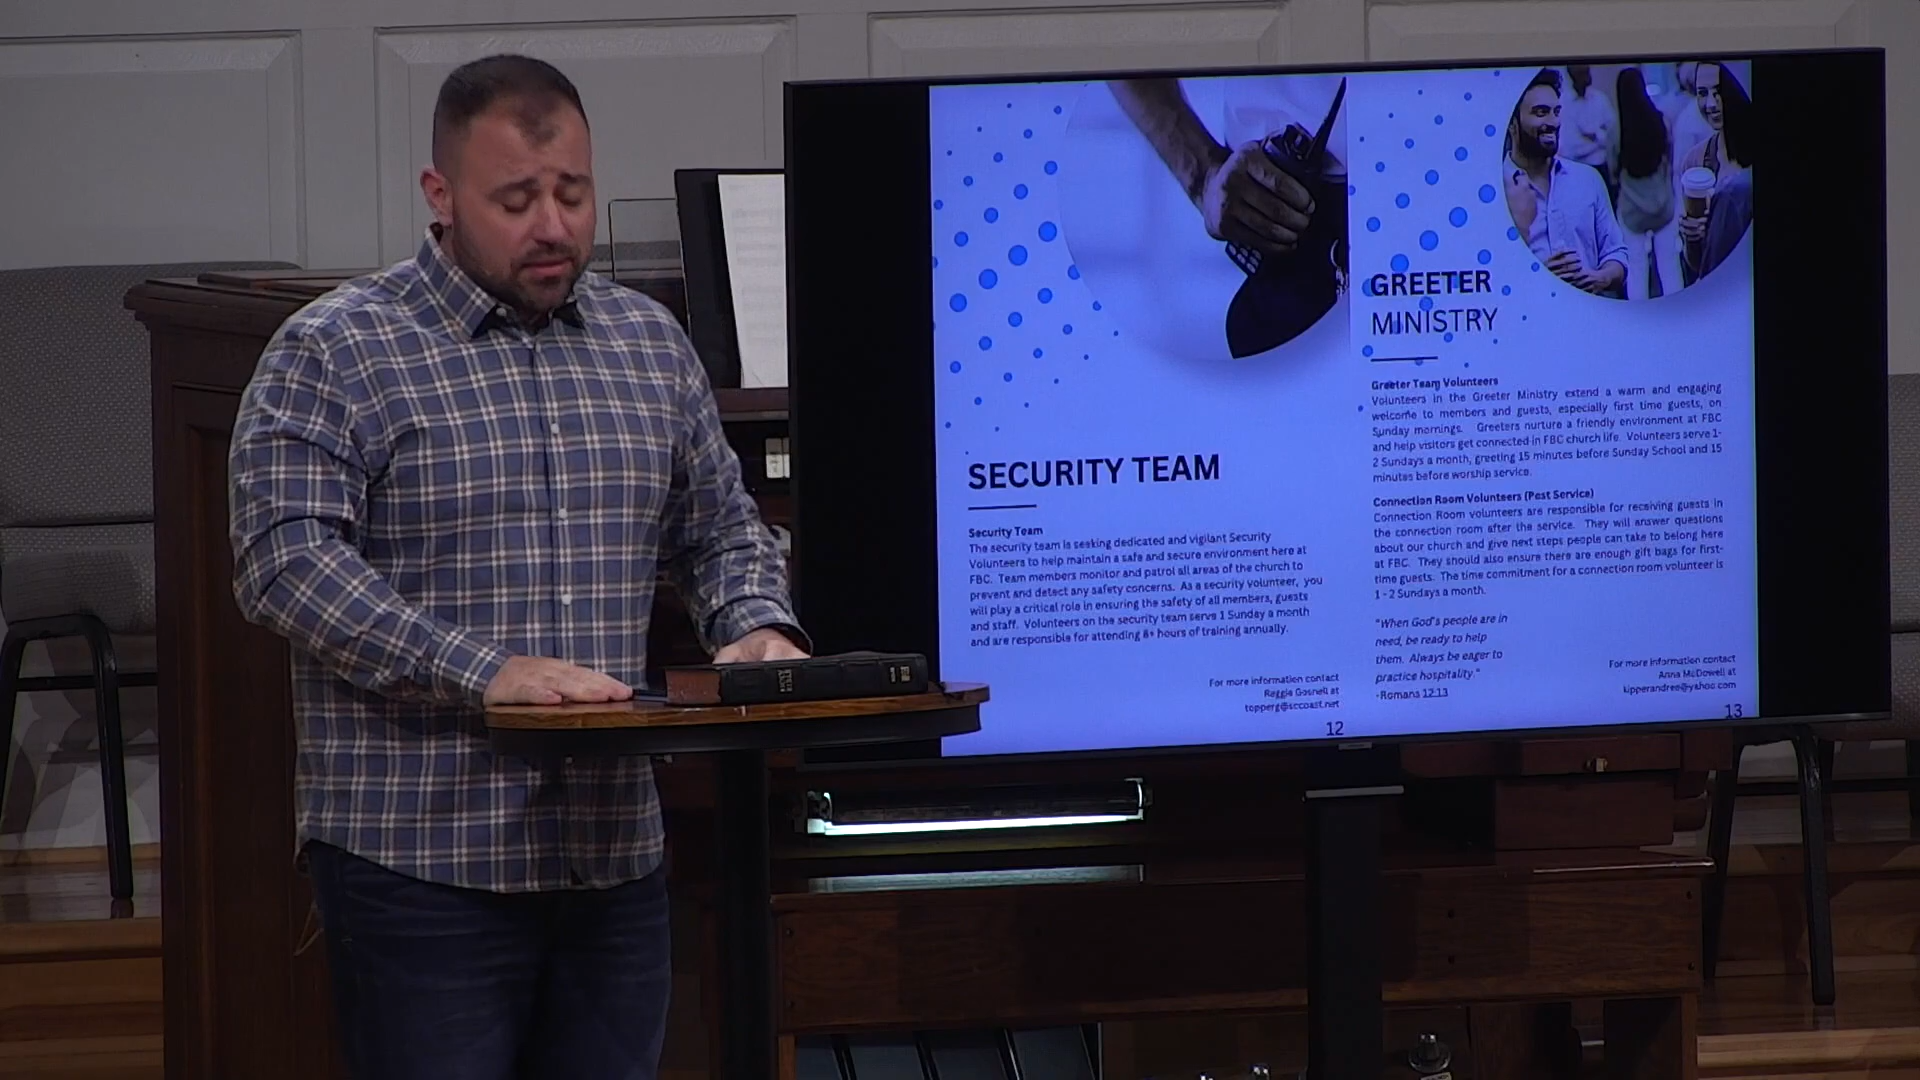 SECURITY TEAM
Security Team
The security team is seeking dedicated and vigilant Security
Volunteers to help maintain a safe and secure environment here at
FBC. Team members monitor and patrol all areas of the church to
prevent and detect any safety concerns. As a security volunteer, you
will play a critical role in ensuring the safety of all members, guests
and staff. Volunteers on the security team serve 1 Sunday a month
and are responsible for attending 8+ hours of training annually.
For more information contact
Reggie Gosnell at
topperg@sccoast.net
12
GREETER
MINISTRY
Greeter Team Volunteers
Volunteers in the Greeter Ministry extend a warm and engaging
welcome to members and guests, especially first time guests, on
Sunday mornings. Greeters nurture a friendly environment at FBC
and help visitors get connected in FBC church life. Volunteers serve 1-
2 Sundays a month, greeting 15 minutes before Sunday School and 15
minutes before worship service.
Connection Room Volunteers (Post Service)
Connection Room volunteers are responsible for receiving guests in
the connection room after the service. They will answer questions
about our church and give next steps people can take to belong here
at FBC. They should also ensure there are enough gift bags for first-
time guests. The time commitment for a connection room volunteer is
1 - 2 Sundays a month.
"When God's people are in
need, be ready to help
them. Always be eager to
practice hospitality."
-Romans 12:13
For more information contact
Anna McDowell at
kipperandree@yahoo.com
13